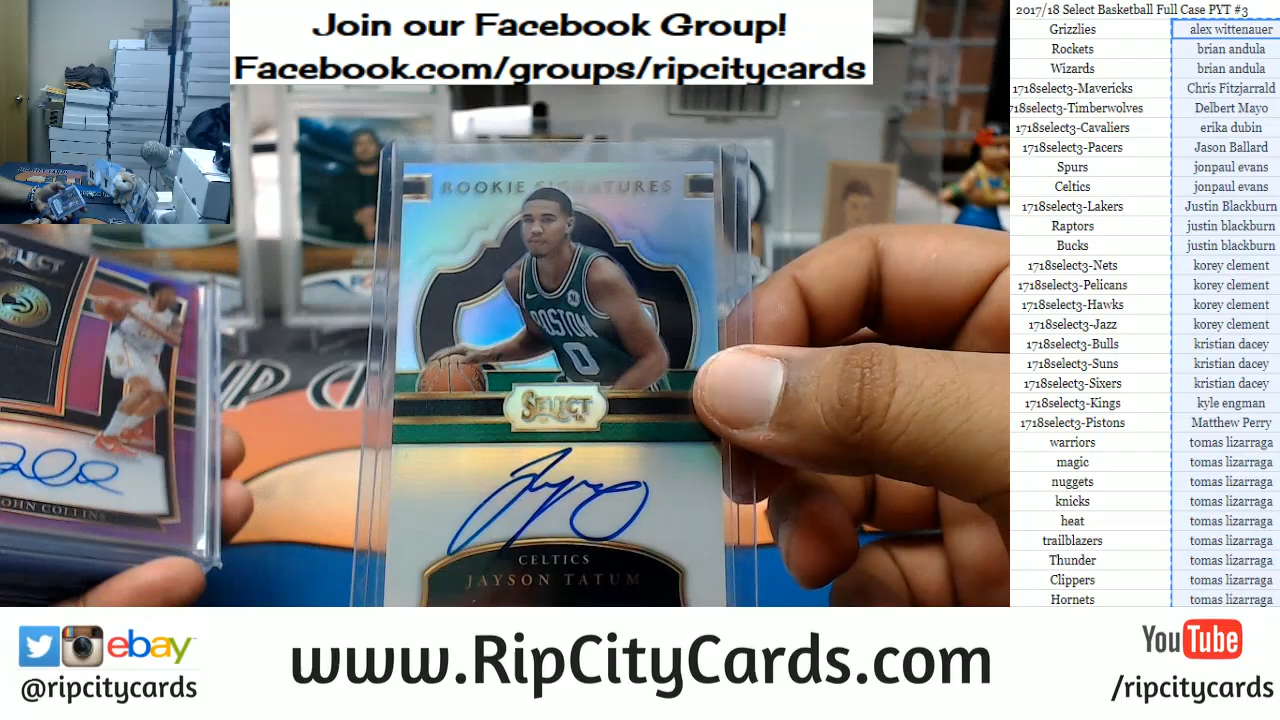 Join our Facebook Group!
Facebook.com/groups/ripcitycards
2017/18 Select Basketball Full Case PYT #3
Grizzlies alex wittenauer
Rockets brian andula
Wizards brian andula
1718select3-Mavericks Chris Fitzjarrald
1718select3-Timberwolves Delbert Mayo
1718select3-Cavaliers erika dubin
1718select3-Pacers Jason Ballard
Spurs jonpaul evans
Celtics jonpaul evans
1718select3-Lakers Justin Blackburn
Raptors justin blackburn
Bucks justin blackburn
1718select3-Nets korey clement
1718select3-Pelicans korey clement
1718select3-Hawks korey clement
1718select3-Jazz korey clement
1718select3-Bulls kristian dacey
1718select3-Suns kristian dacey
1718select3-Sixers kristian dacey
1718select3-Kings kyle engman
1718select3-Pistons Matthew Perry
warriors tomas lizarraga
magic tomas lizarraga
nuggets tomas lizarraga
knicks tomas lizarraga
heat tomas lizarraga
trailblazers tomas lizarraga
Thunder tomas lizarraga
Clippers tomas lizarraga
Hornets tomas lizarraga
ROOKIE SIGNATURES
BOSTON
0
SELECT
CELTICS
JAYSON TATUM
SELECT
JOHN COLLINS
ebay
@ripcitycards
www.RipCityCards.com
YouTube
/ripcitycards